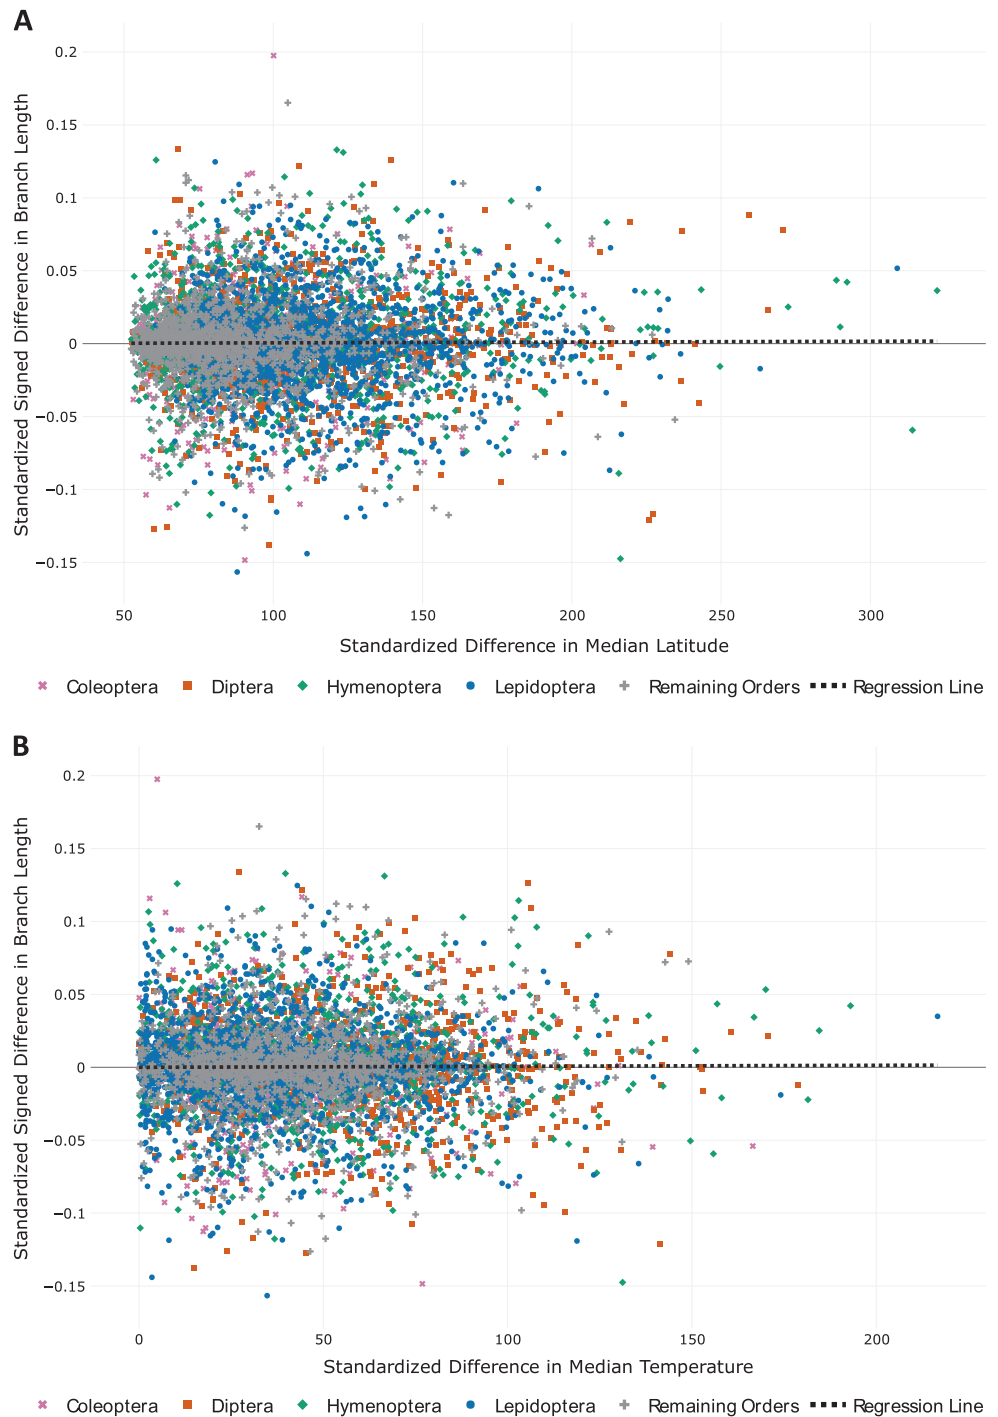 A
Standardized Signed Difference in Branch Length
0.2
0.15
0.1
0.05
0
−0.05
−0.1
−0.15
50 100 150 200 250 300
Standardized Difference in Median Latitude
Coleoptera Diptera Hymenoptera Lepidoptera Remaining Orders Regression Line
B
Standardized Signed Difference in Branch Length
0.2
0.15
0.1
0.05
0
−0.05
−0.1
−0.15
0 50 100 150 200
Standardized Difference in Median Temperature
Coleoptera Diptera Hymenoptera Lepidoptera Remaining Orders Regression Line